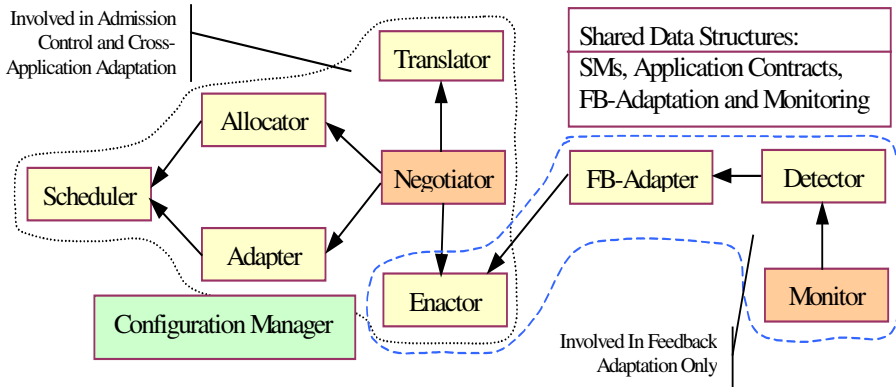 Involved in Admission
Control and Cross-
Application Adaptation
Translator
Shared Data Structures:
SMs, Application Contracts,
FB-Adaptation and Monitoring
Allocator
Scheduler
Negotiator
FB-Adapter
Detector
Adapter
Enactor
Monitor
Configuration Manager
Involved In Feedback
Adaptation Only